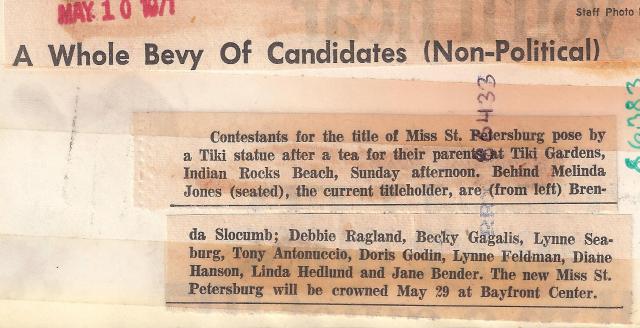 MAY 10 1971
Staff Photo
A Whole Bevy Of Candidates (Non-Political)
Contestants for the title of Miss St. Petersburg pose by
a Tiki statue after a tea for their parents at Tiki Gardens,
Indian Rocks Beach, Sunday afternoon. Behind Melinda
Jones (seated), the current titleholder, are (from left) Bren-
da Slocumb; Debbie Ragland, Becky Gagalis, Lynne Sea-
burg, Tony Antonuccio, Doris Godin, Lynne Feldman, Diane
Hanson, Linda Hedlund and Jane Bender. The new Miss St.
Petersburg will be crowned May 29 at Bayfront Center.